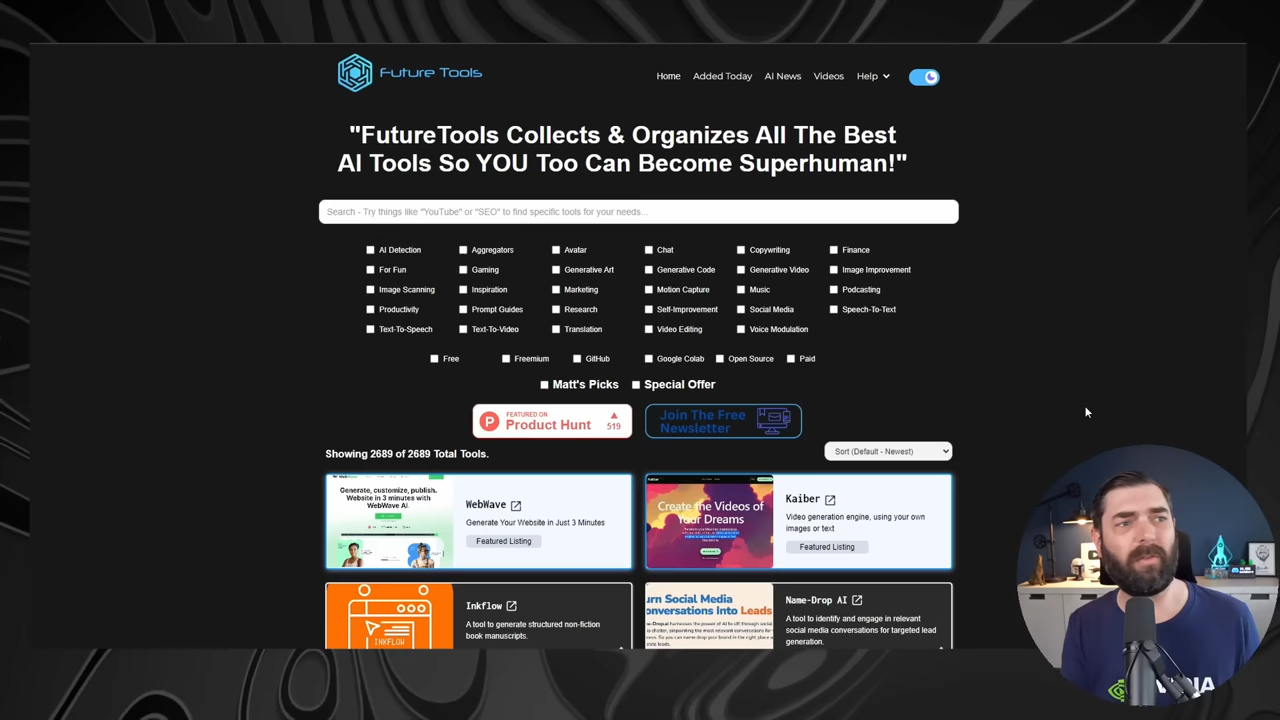 Future Tools
Home Added Today AI News Videos Help
"FutureTools Collects & Organizes All The Best
AI Tools So YOU Too Can Become Superhuman!"
Search - Try things like "YouTube" or "SEO" to find specific tools for your needs...
AI Detection Aggregators Avatar Chat Copywriting Finance
For Fun Gaming Generative Art Generative Code Generative Video Image Improvement
Image Scanning Inspiration Marketing Motion Capture Music Podcasting
Productivity Prompt Guides Research Self-Improvement Social Media Speech-To-Text
Text-To-Speech Text-To-Video Translation Video Editing Voice Modulation
Free Freemium GitHub Google Colab Open Source Paid
Matt's Picks Special Offer
P FEATURED ON
Product Hunt 519
Join The Free
Newsletter
Showing 2689 of 2689 Total Tools.
Sort (Default - Newest)
Generate, customize, publish.
Website in 3 minutes with
WebWave AI.
WebWave
Generate Your Website in Just 3 Minutes
Featured Listing
Create the Videos of
Your Dreams
Kaiber
Video generation engine, using your own
images or text
Featured Listing
INKFLOW
Inkflow
A tool to generate structured non-fiction
book manuscripts.
urn Social Media
onversations Into Leads
Name-Drop AI
A tool to identify and engage in relevant
social media conversations for targeted lead
generation.